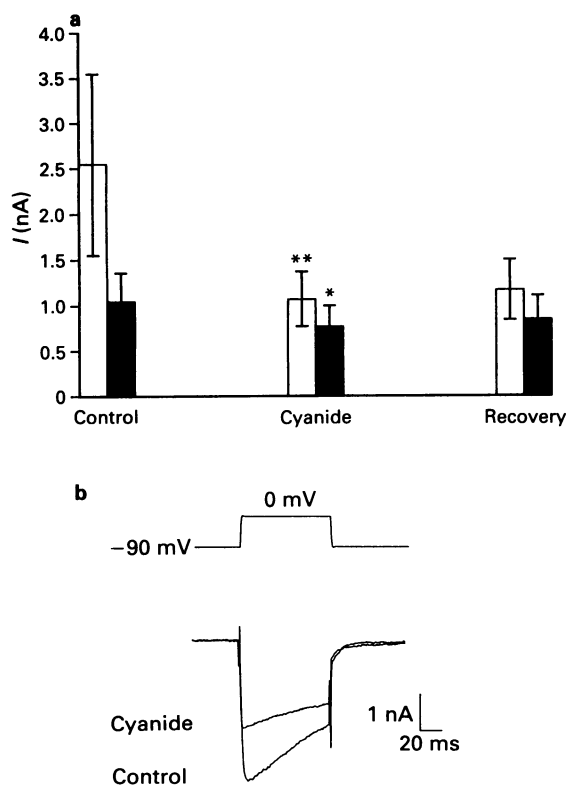 a
4.0
3.5
3.0
2.5
2.0
1.5
1.0
0.5
0
I (nA)
** 
*
Control Cyanide Recovery
b
0 mV
−90 mV
Cyanide
1 nA
20 ms
Control